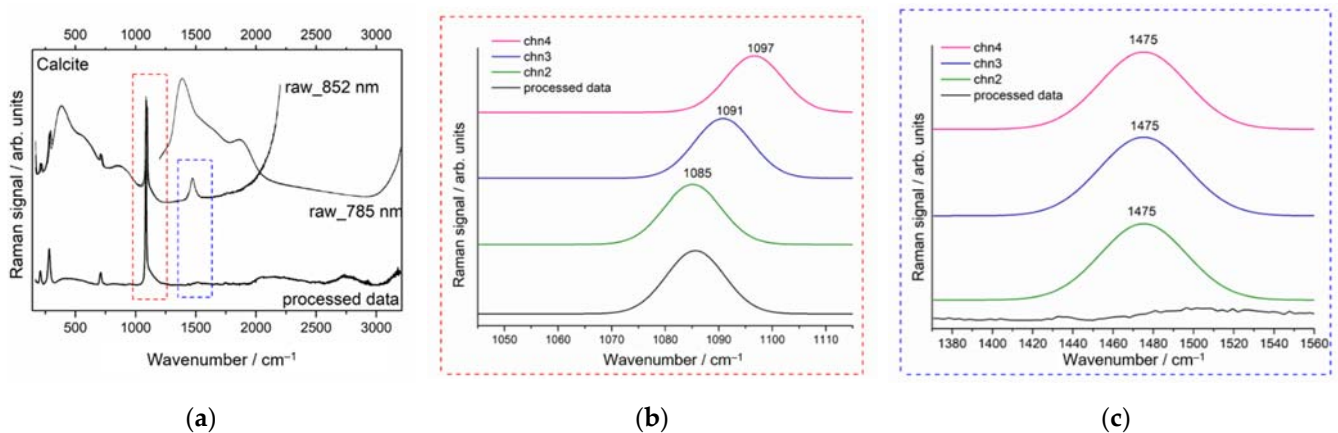 500 1000 1500 2000 2500 3000
Calcite
raw_852 nm
raw_785 nm
processed data
Raman signal / arb. units
500 1000 1500 2000 2500 3000
Wavenumber / cm⁻¹
(a)
chn4
chn3
chn2
processed data
1097
1091
1085
Raman signal / arb. units
1050 1060 1070 1080 1090 1100 1110
Wavenumber / cm⁻¹
(b)
chn4
chn3
chn2
processed data
1475
1475
1475
Raman signal / arb. units
1380 1400 1420 1440 1460 1480 1500 1520 1540 1560
Wavenumber / cm⁻¹
(c)